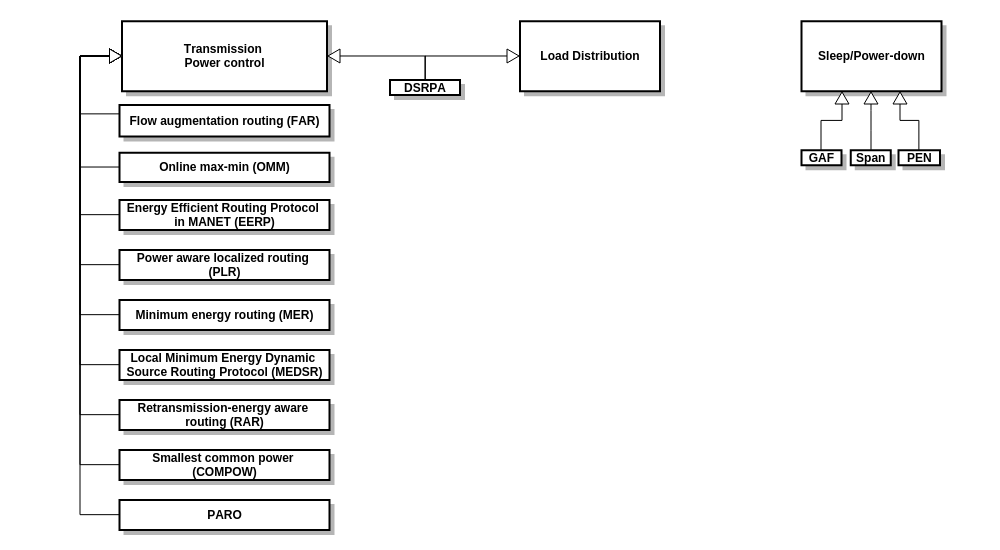 Transmission
Power control
Load Distribution
Sleep/Power-down
DSRPA
Flow augmentation routing (FAR)
Online max-min (OMM)
Energy Efficient Routing Protocol
in MANET (EERP)
Power aware localized routing
(PLR)
Minimum energy routing (MER)
Local Minimum Energy Dynamic
Source Routing Protocol (MEDSR)
Retransmission-energy aware
routing (RAR)
Smallest common power
(COMPOW)
PARO
GAF
Span
PEN